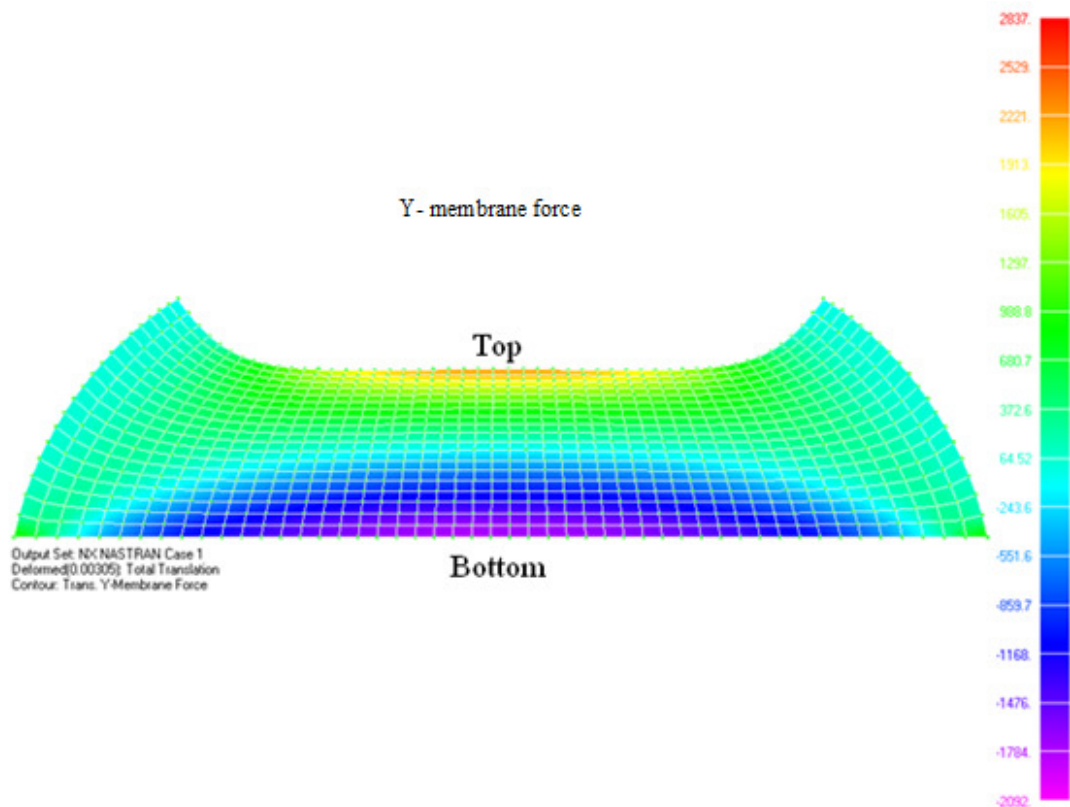 2837.
2529.
2221.
1913.
1605.
1297.
988.8
680.7
372.6
64.52
-243.6
-551.6
-859.7
-1168.
-1476.
-1784.
-2092.
Y- membrane force
Top
Bottom
Output Set: NX NASTRAN Case 1
Deformed(0.00305): Total Translation
Contour: Trans. Y-Membrane Force